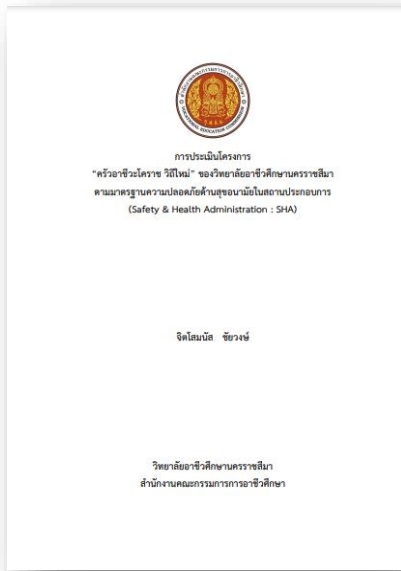 การประเมินโครงการ
“ครัวอาชีวะโคราช วิถีใหม่” ของวิทยาลัยอาชีวศึกษานครราชสีมา
ตามมาตรฐานความปลอดภัยด้านสุขอนามัยในสถานประกอบการ
(Safety & Health Administration : SHA)
จิตโสมนัส ชัยวงษ์
วิทยาลัยอาชีวศึกษานครราชสีมา
สำนักงานคณะกรรมการการอาชีวศึกษา